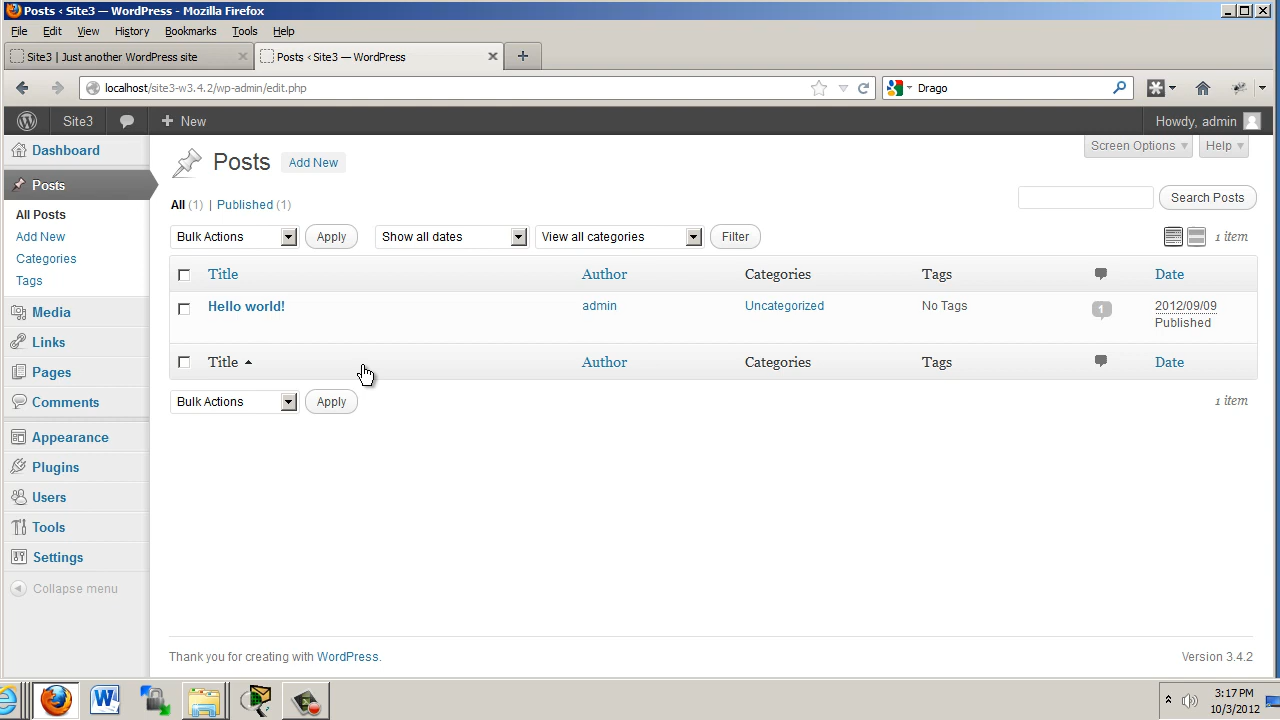 Posts ‹ Site3 — WordPress - Mozilla Firefox
File Edit View History Bookmarks Tools Help
Site3 | Just another WordPress site
Posts ‹ Site3 — WordPress
localhost/site3-w3.4.2/wp-admin/edit.php
Drago
Site3
New
Howdy, admin
Dashboard
Posts
All Posts
Add New
Categories
Tags
Media
Links
Pages
Comments
Appearance
Plugins
Users
Tools
Settings
Collapse menu
Posts Add New
Screen Options Help
All (1) | Published (1)
Search Posts
Bulk Actions Apply Show all dates View all categories Filter 1 item
Title Author Categories Tags Date
Hello world! admin Uncategorized No Tags 1 2012/09/09
Published
Title Author Categories Tags Date
Bulk Actions Apply 1 item
Thank you for creating with WordPress. Version 3.4.2
3:17 PM
10/3/2012